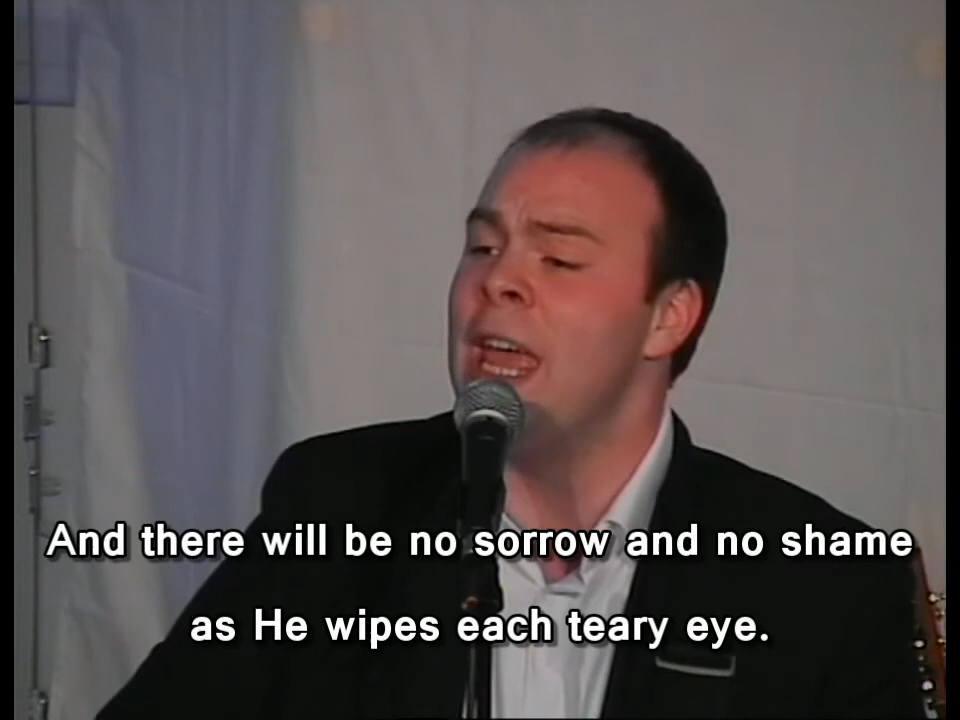 And there will be no sorrow and no shame
as He wipes each teary eye.